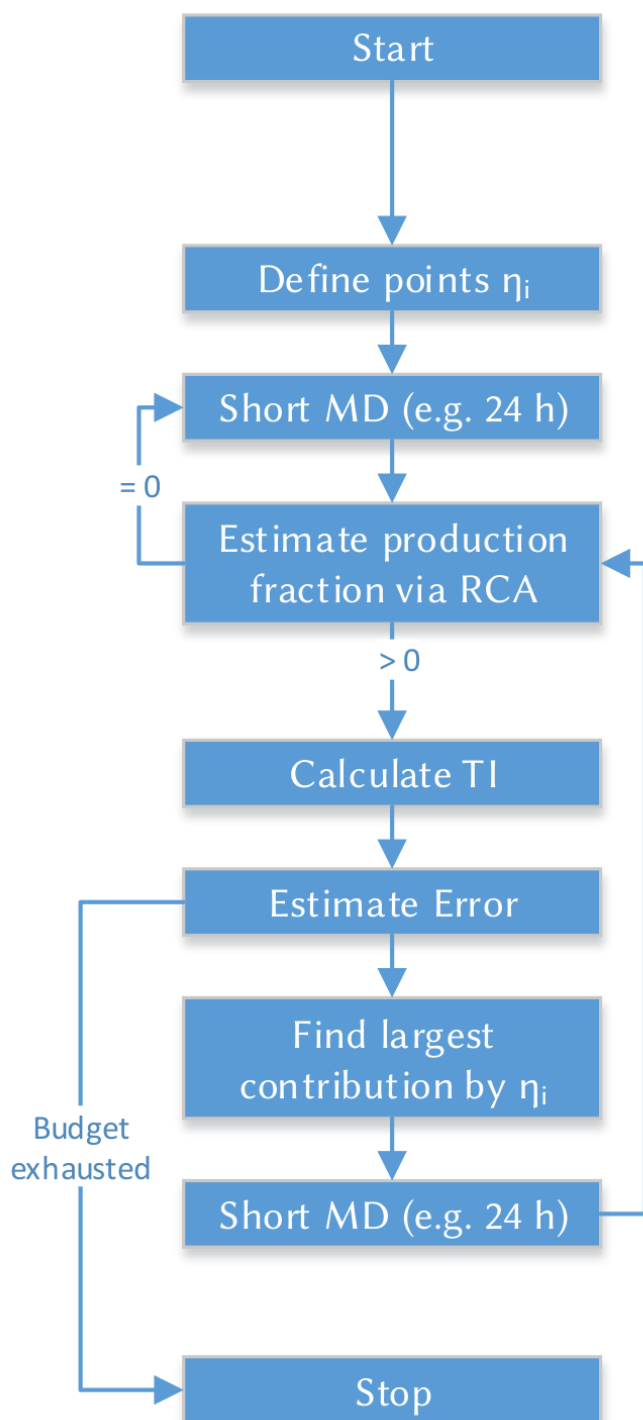 Start
Define points ηi
Short MD (e.g. 24 h)
= 0
Estimate production
fraction via RCA
> 0
Calculate TI
Estimate Error
Find largest
contribution by ηi
Budget
exhausted
Short MD (e.g. 24 h)
Stop